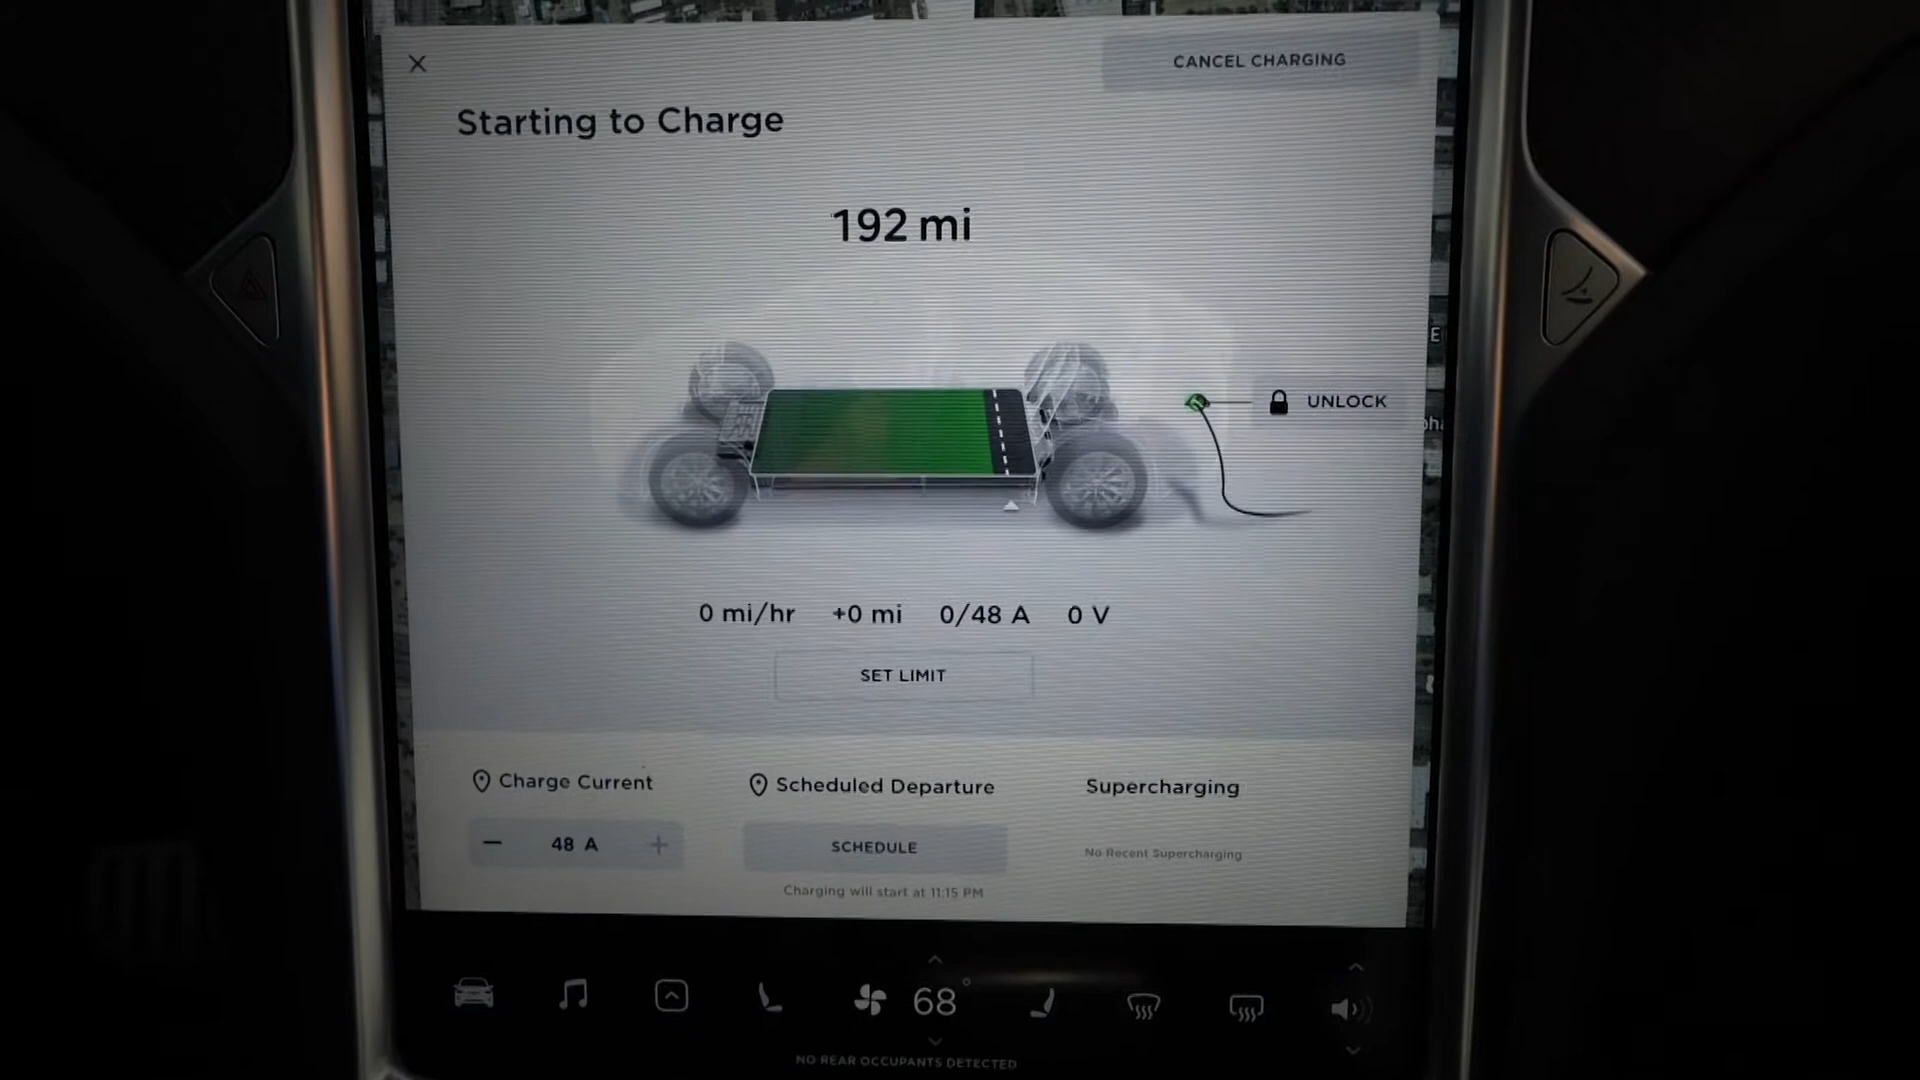 CANCEL CHARGING
Starting to Charge
192 mi
E
UNLOCK
0 mi/hr +0 mi 0/48 A 0 V
SET LIMIT
Charge Current
Scheduled Departure
Supercharging
− 48 A +
SCHEDULE
No Recent Supercharging
Charging will start at 11:15 PM
68°
NO REAR OCCUPANTS DETECTED